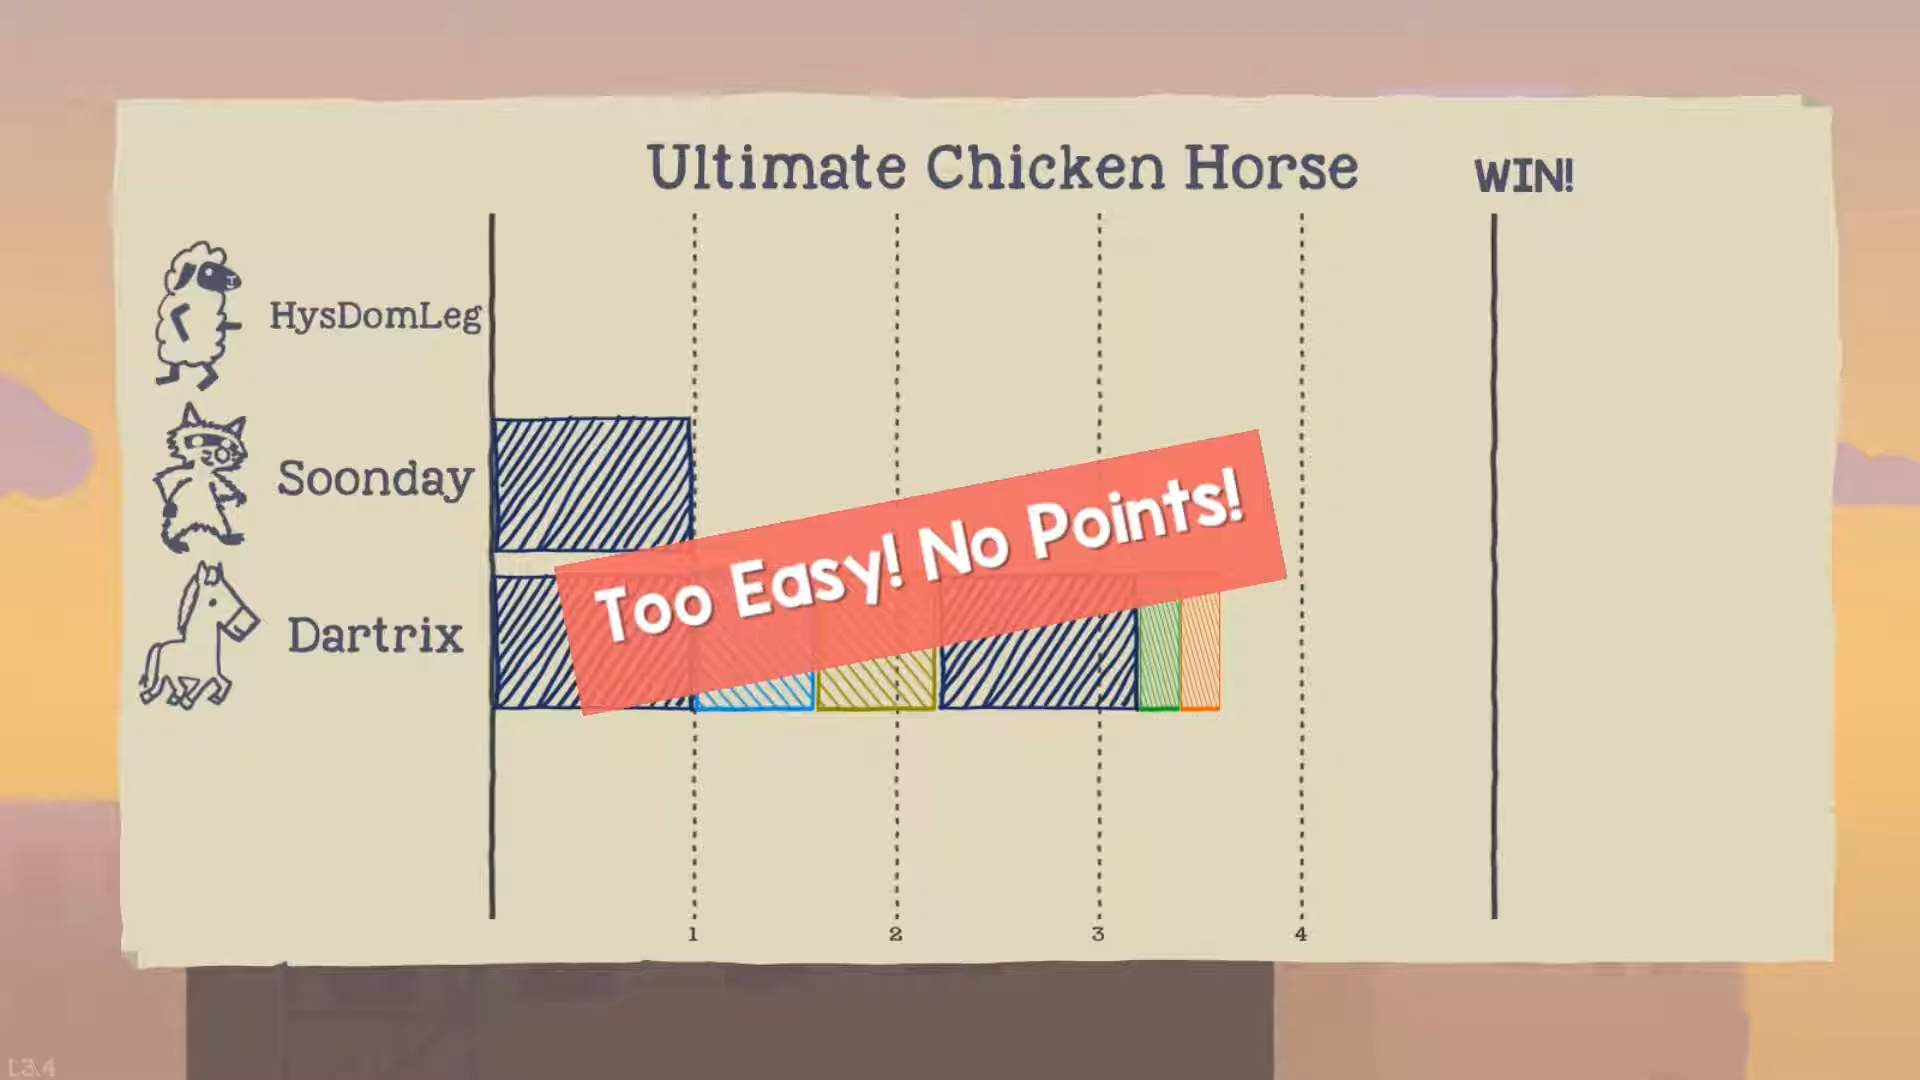 Ultimate Chicken Horse
WIN!
HysDomLeg
Soonday
Too Easy! No Points!
Dartrix
1 2 3 4